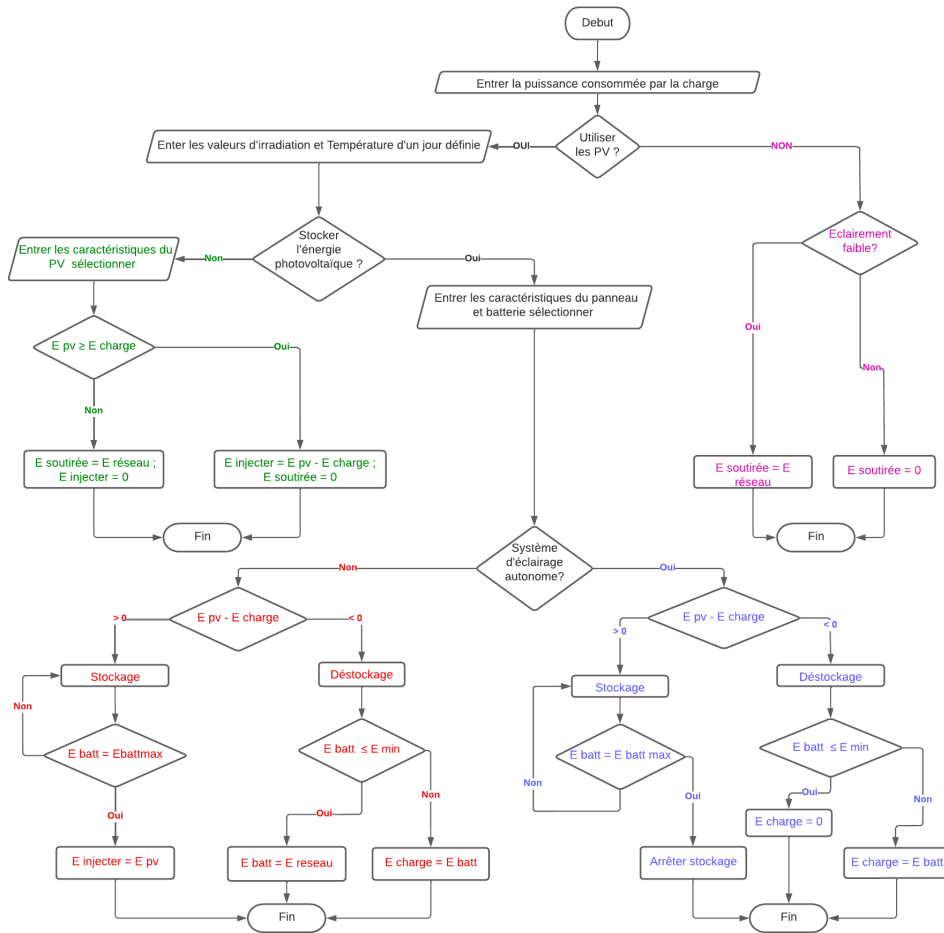 Debut
Entrer la puissance consommée par la charge
Utiliser
les PV ?
OUI
NON
Enter les valeurs d'irradiation et Température d'un jour définie
Stocker
l'énergie
photovoltaïque ?
Non
Oui
Entrer les caractéristiques du
PV sélectionner
Entrer les caractéristiques du panneau
et batterie sélectionner
Eclairement
faible?
Oui
Non
E pv ≥ E charge
Oui
Non
E soutirée = E réseau ;
E injecter = 0
E injecter = E pv - E charge ;
E soutirée = 0
Fin
E soutirée = E
réseau
E soutirée = 0
Fin
Système
d'éclairage
autonome?
Non
Oui
E pv - E charge
> 0
< 0
Stockage
Déstockage
Non
E batt = Ebattmax
E batt ≤ E min
Oui
Oui
Non
E injecter = E pv
E batt = E reseau
E charge = E batt
Fin
E pv - E charge
> 0
< 0
Stockage
Déstockage
E batt = E batt max
E batt ≤ E min
Non
Oui
Oui
Non
E charge = 0
Arrêter stockage
E charge = E batt
Fin